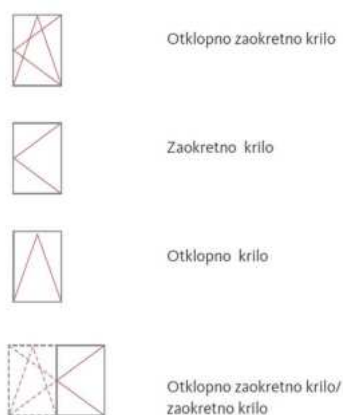 Otklopno zaokretno krilo
Zaokretno krilo
Otklopno krilo
Otklopno zaokretno krilo/
zaokretno krilo